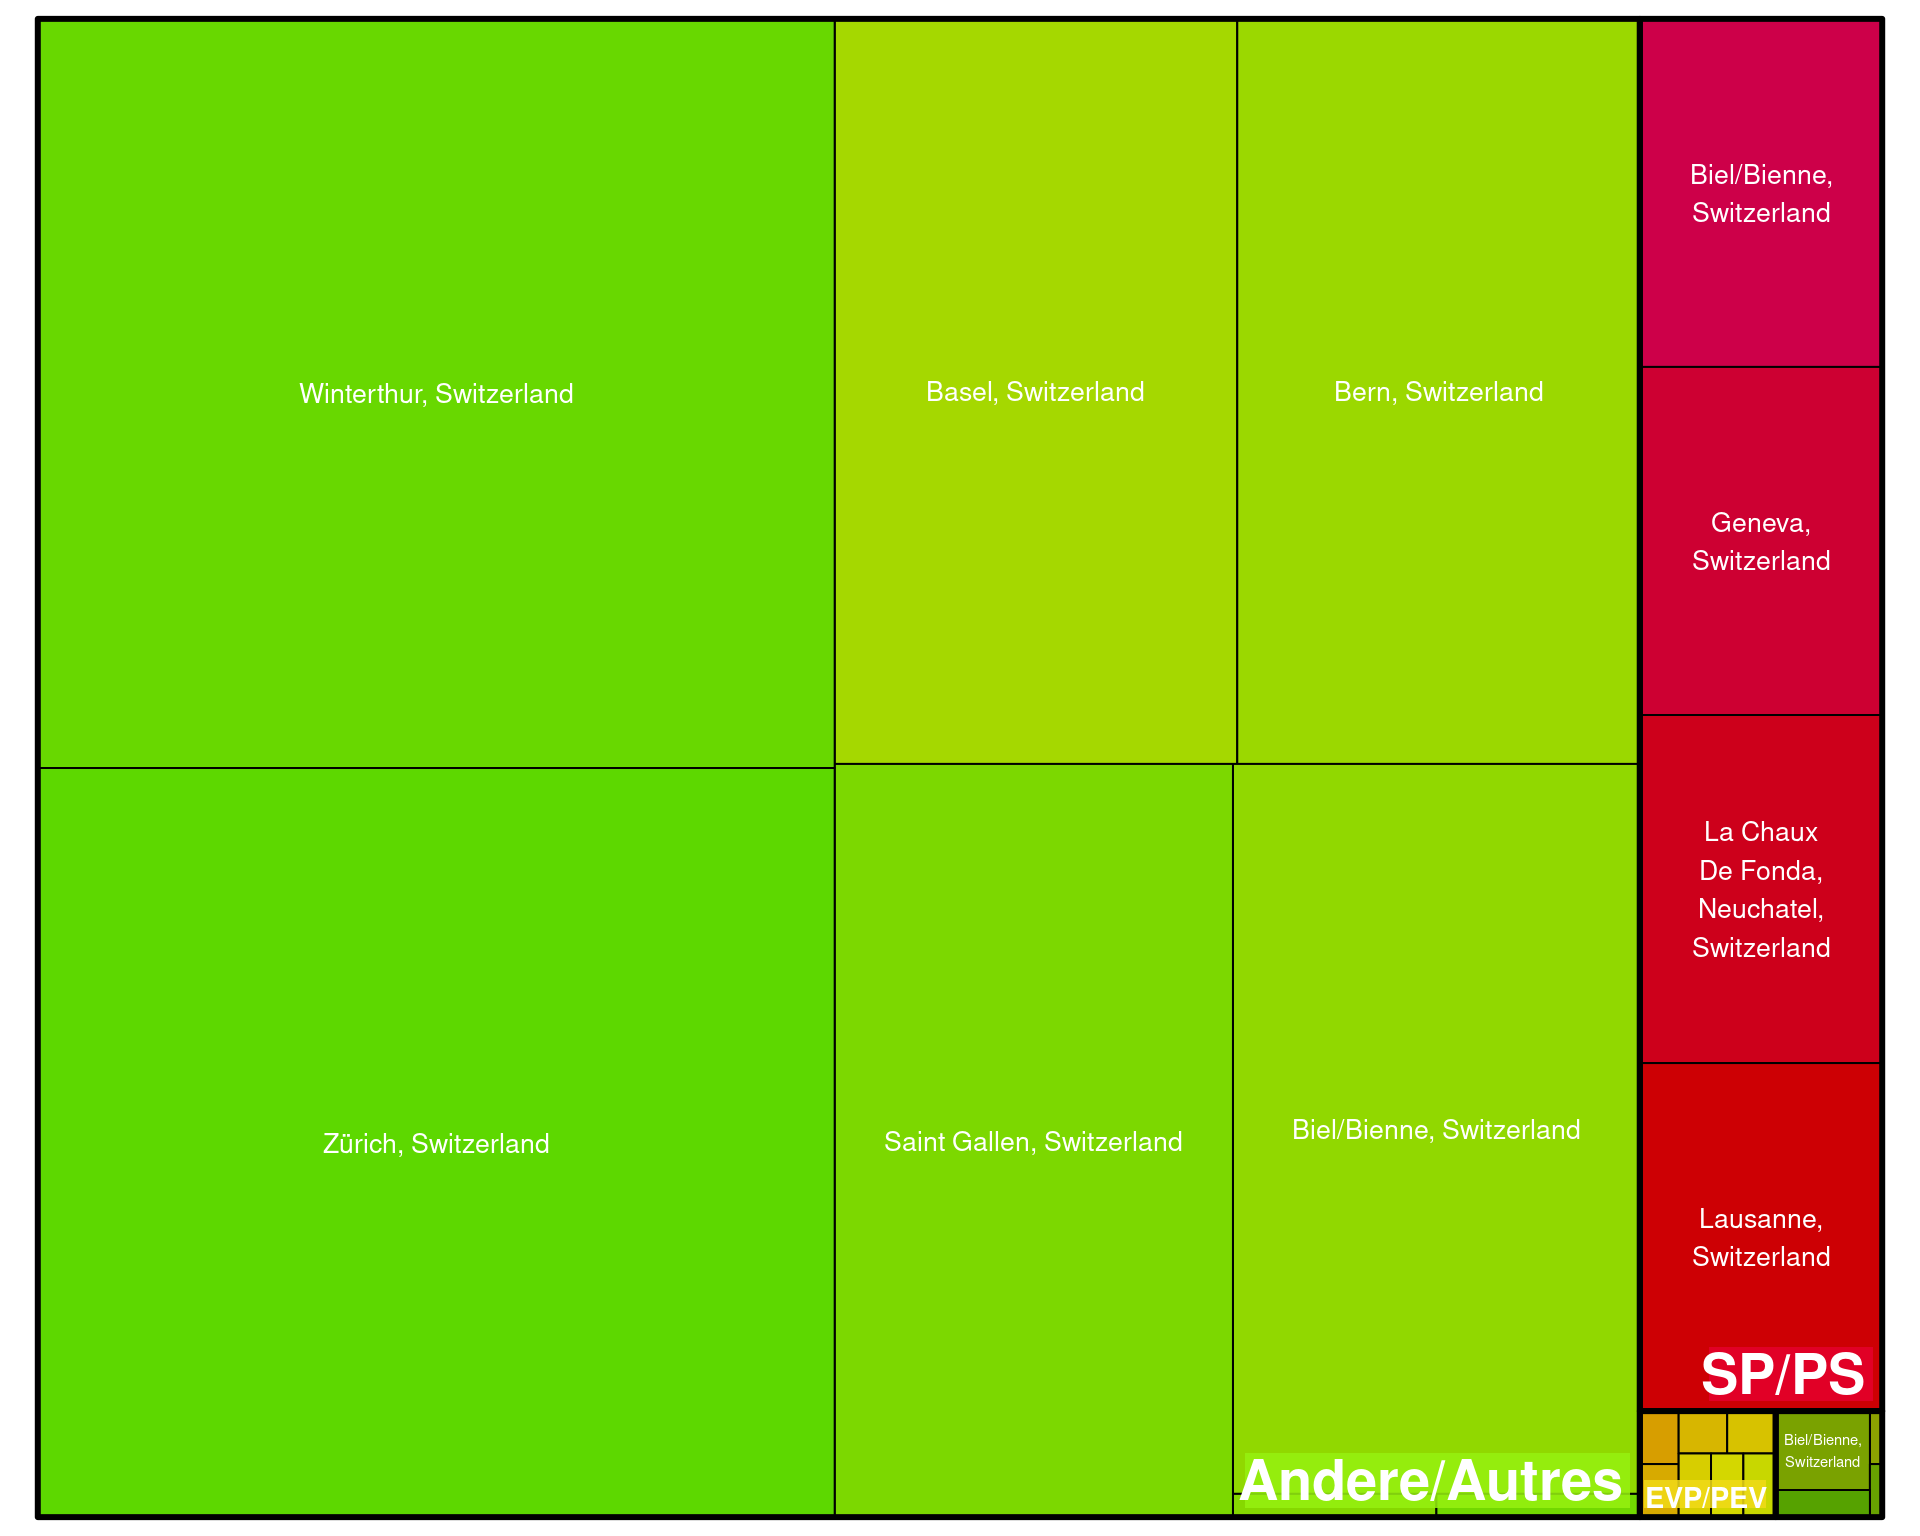 Winterthur, Switzerland
Basel, Switzerland
Bern, Switzerland
Biel/Bienne,
Switzerland
Geneva,
Switzerland
La Chaux
De Fonda,
Neuchatel,
Switzerland
Zürich, Switzerland
Saint Gallen, Switzerland
Biel/Bienne, Switzerland
Lausanne,
Switzerland
SP/PS
Andere/Autres
EVP/PEV
Biel/Bienne,
Switzerland